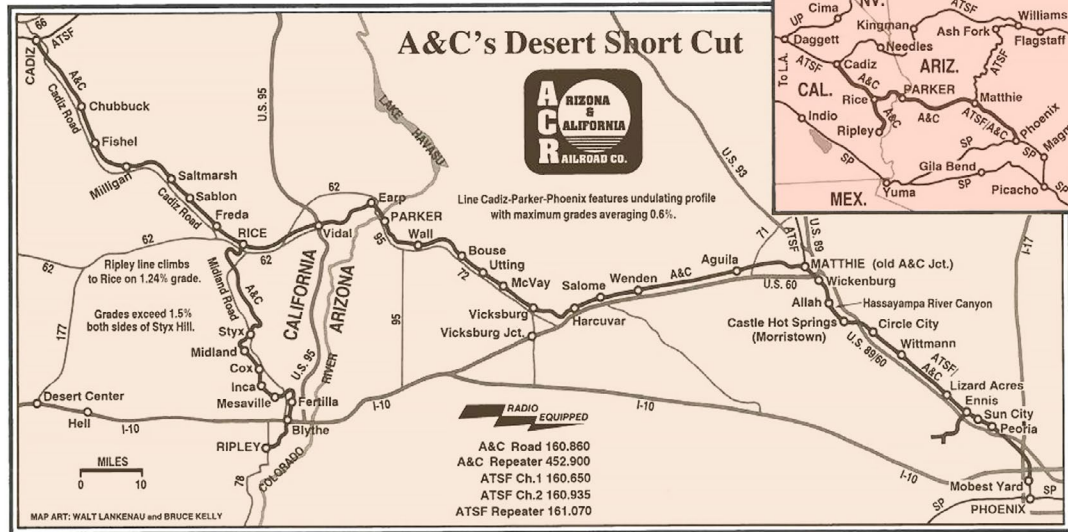 A&C's Desert Short Cut
ARIZONA
&
CALIFORNIA
RAILROAD CO.
Line Cadiz-Parker-Phoenix features undulating profile
with maximum grades averaging 0.6%.
66
ATSF
CADIZ
A&C
Cadiz Road
Chubbuck
Fishel
Milligan
Saltmarsh
Sablon
Cadiz Road
Freda
RICE
62
62
62
62
U.S. 95
LAKE HAVASU
Vidal
Earp
PARKER
95
Wall
Bouse
72
Utting
McVay
Vicksburg
Vicksburg Jct.
Salome
Harcuvar
Wenden
A&C
Aguila
71
U.S. 93
ATSF
U.S. 89
U.S. 60
MATTHIE (old A&C Jct.)
Wickenburg
Allah
Hassayampa River Canyon
Castle Hot Springs
(Morristown)
Circle City
U.S. 89/60
Wittmann
ATSF/
A&C
Lizard Acres
Ennis
Sun City
Peoria
I-17
Mobest Yard
SP
SP
PHOENIX
Ripley line climbs
to Rice on 1.24% grade.
Grades exceed 1.5%
both sides of Styx Hill.
177
Midland Road
A&C
CALIFORNIA
ARIZONA
Styx
Midland
Cox
Inca
Mesaville
U.S. 95
RIVER
95
Fertilla
Desert Center
Hell
I-10
Blythe
I-10
I-10
I-10
RIPLEY
78
COLORADO
MILES
0 10
RADIO
EQUIPPED
A&C Road 160.860
A&C Repeater 452.900
ATSF Ch.1 160.650
ATSF Ch.2 160.935
ATSF Repeater 161.070
MAP ART: WALT LANKENAU and BRUCE KELLY
NV.
Cima
UP
Daggett
To L.A.
ATSF
Kingman
Needles
ATSF
Ash Fork
Williams
Flagstaff
Cadiz
ARIZ.
ATSF
CAL.
A&C
Rice
PARKER
A&C
Matthie
A&C
Ripley
ATSF/A&C
Phoenix
Indio
SP
SP
SP
Gila Bend
SP
Yuma
Picacho
MEX.